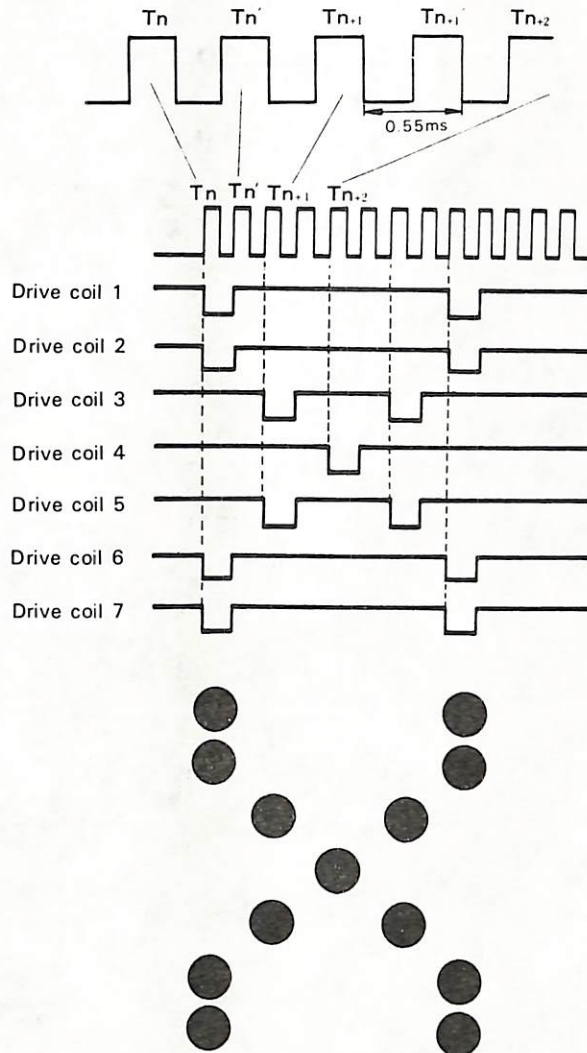 Tn Tn' Tn+1 Tn+1' Tn+2
0.55ms
Tn Tn' Tn+1 Tn+2
Drive coil 1
Drive coil 2
Drive coil 3
Drive coil 4
Drive coil 5
Drive coil 6
Drive coil 7